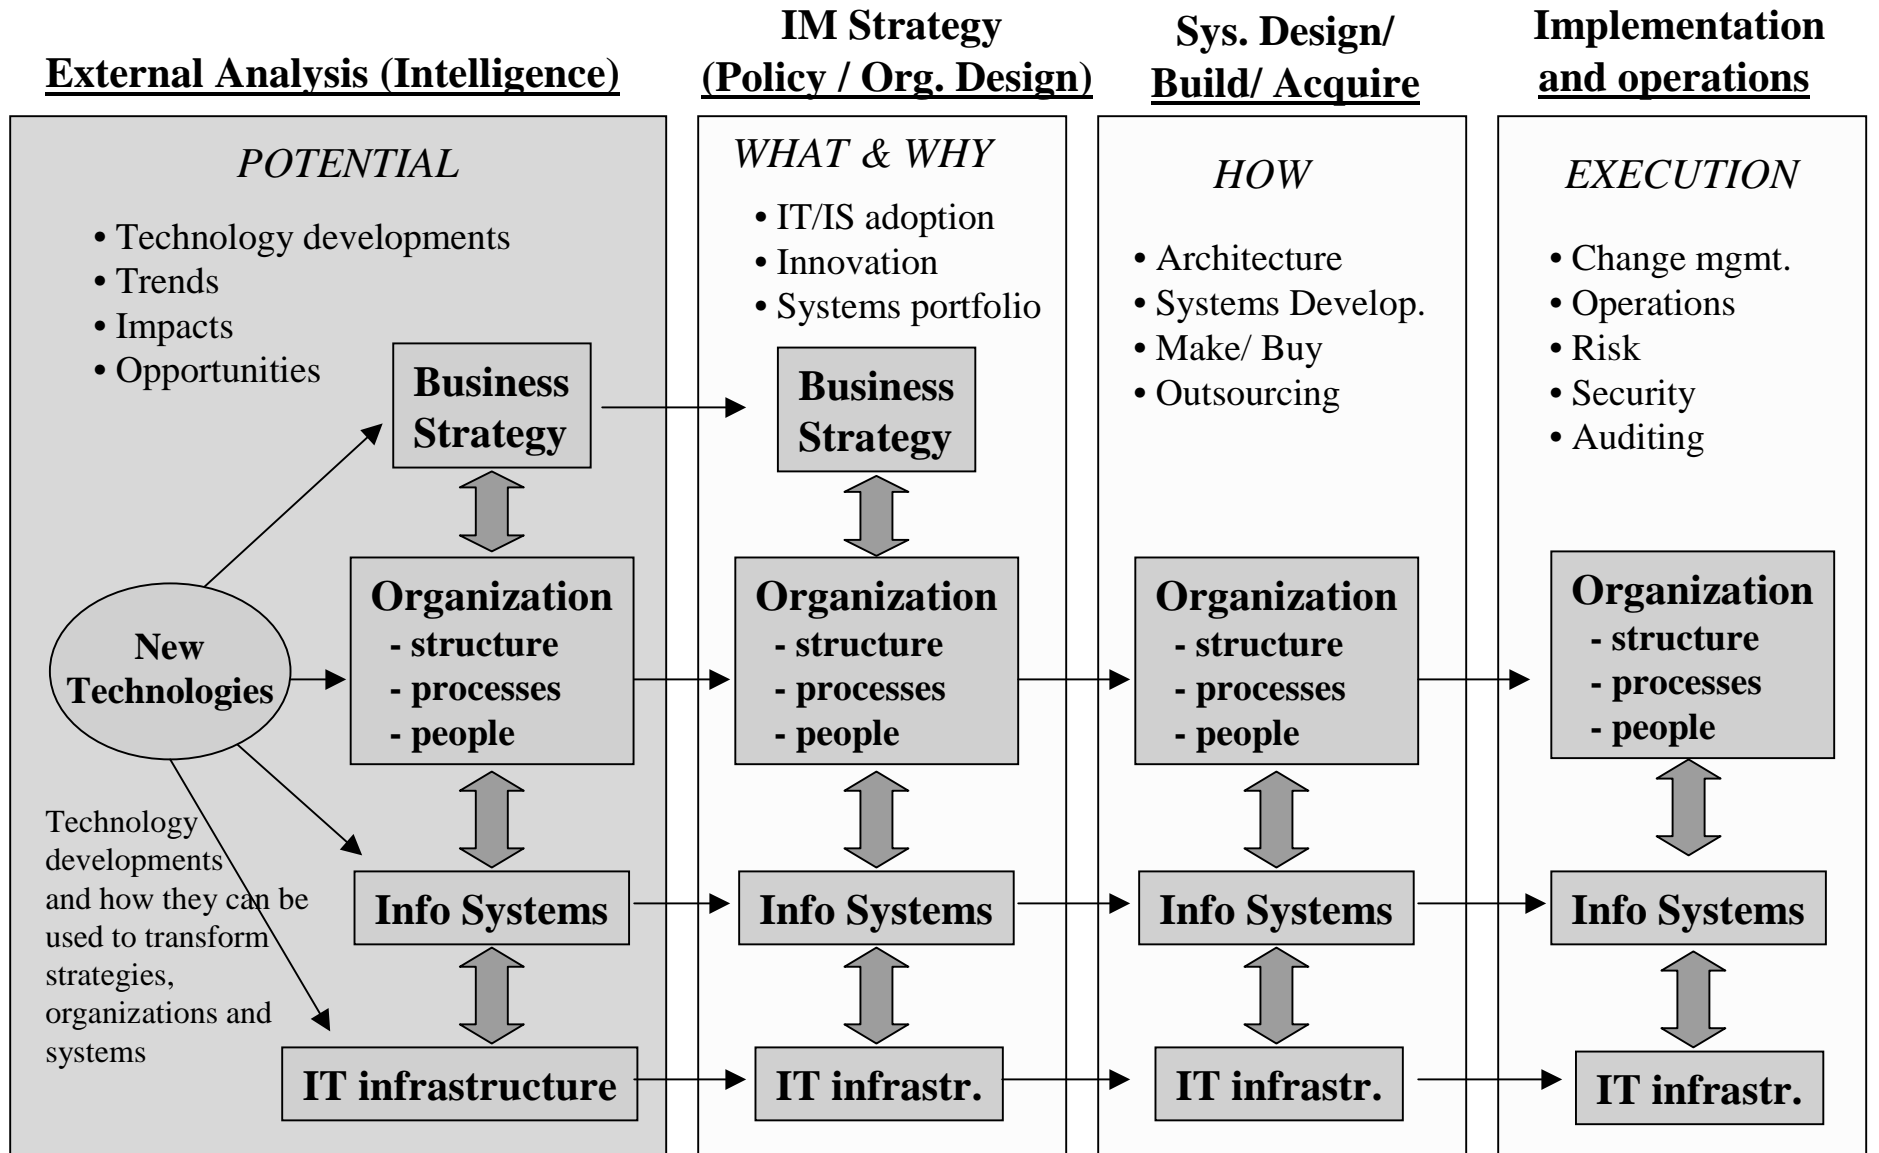 External Analysis (Intelligence)
POTENTIAL
• Technology developments
• Trends
• Impacts
• Opportunities
Business
Strategy
New
Technologies
Organization
- structure
- processes
- people
Technology
developments
and how they can be
used to transform
strategies,
organizations and
systems
Info Systems
IT infrastructure
IM Strategy
(Policy / Org. Design)
WHAT & WHY
• IT/IS adoption
• Innovation
• Systems portfolio
Business
Strategy
Organization
- structure
- processes
- people
Info Systems
IT infrastr.
Sys. Design/
Build/ Acquire
HOW
• Architecture
• Systems Develop.
• Make/ Buy
• Outsourcing
Organization
- structure
- processes
- people
Info Systems
IT infrastr.
Implementation
and operations
EXECUTION
• Change mgmt.
• Operations
• Risk
• Security
• Auditing
Organization
- structure
- processes
- people
Info Systems
IT infrastr.